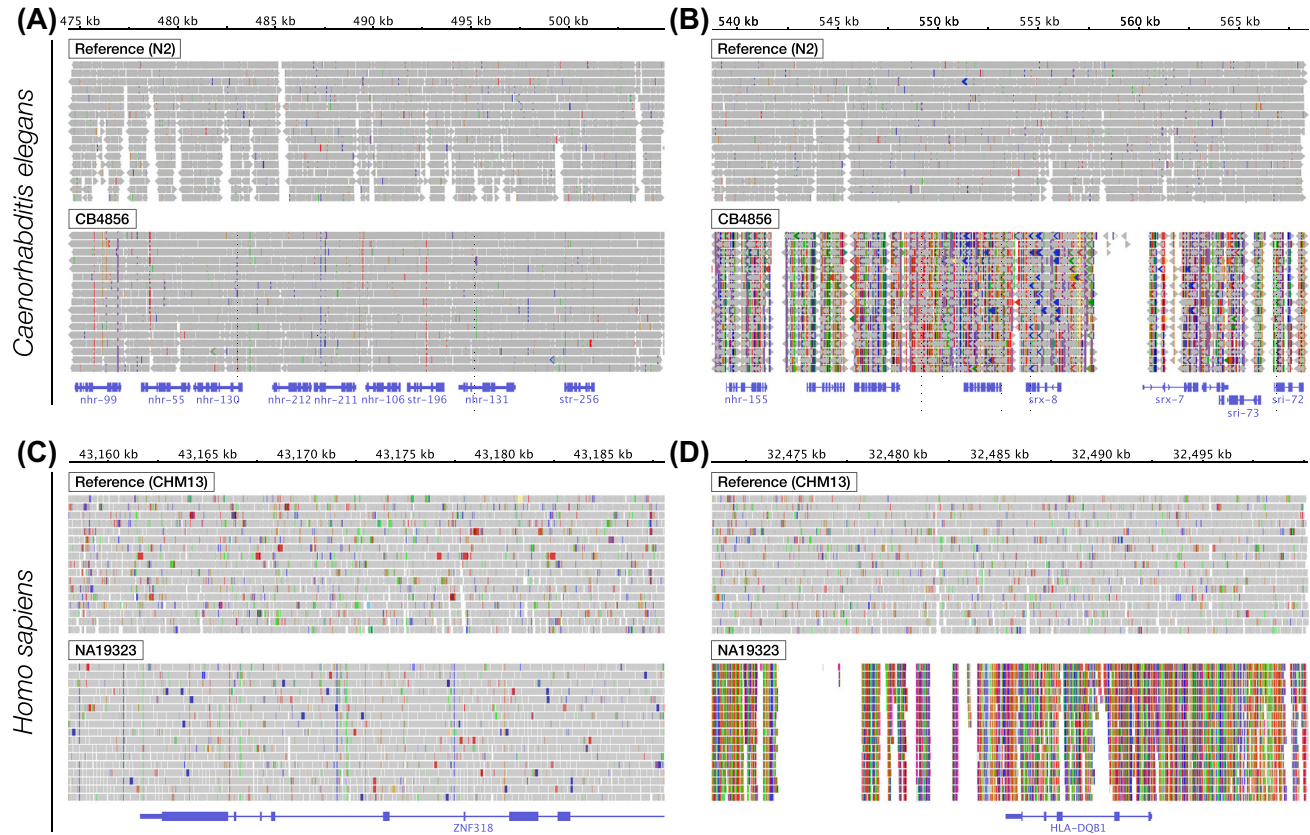 (A)
475 kb 480 kb 485 kb 490 kb 495 kb 500 kb
Reference (N2)
CB4856
nhr-99 nhr-55 nhr-130 nhr-212 nhr-211 nhr-106 str-196 nhr-131 str-256
Caenorhabditis elegans
(B)
540 kb 545 kb 550 kb 555 kb 560 kb 565 kb
Reference (N2)
CB4856
nhr-155 srx-8 srx-7 sri-73 sri-72
(C)
43,160 kb 43,165 kb 43,170 kb 43,175 kb 43,180 kb 43,185 kb
Reference (CHM13)
NA19323
ZNF318
Homo sapiens
(D)
32,475 kb 32,480 kb 32,485 kb 32,490 kb 32,495 kb
Reference (CHM13)
NA19323
HLA-DQB1